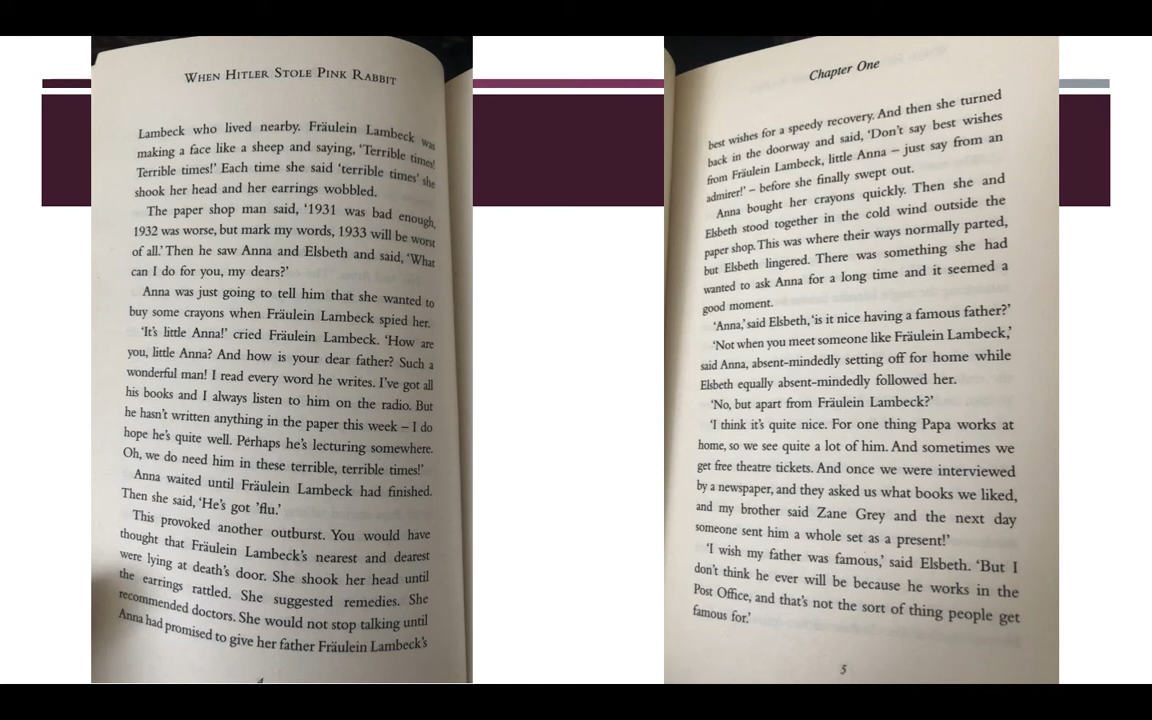 WHEN HITLER STOLE PINK RABBIT
Lambeck who lived nearby. Fräulein Lambeck was
making a face like a sheep and saying, 'Terrible times!
Terrible times!' Each time she said 'terrible times' she
shook her head and her earrings wobbled.
The paper shop man said, '1931 was bad enough,
1932 was worse, but mark my words, 1933 will be worst
of all.' Then he saw Anna and Elsbeth and said, 'What
can I do for you, my dears?'
Anna was just going to tell him that she wanted to
buy some crayons when Fräulein Lambeck spied her.
'It's little Anna!' cried Fräulein Lambeck. 'How are
you, little Anna? And how is your dear father? Such a
wonderful man! I read every word he writes. I've got all
his books and I always listen to him on the radio. But
he hasn't written anything in the paper this week – I do
hope he's quite well. Perhaps he's lecturing somewhere.
Oh, we do need him in these terrible, terrible times!'
Anna waited until Fräulein Lambeck had finished.
Then she said, 'He's got 'flu.'
This provoked another outburst. You would have
thought that Fräulein Lambeck's nearest and dearest
were lying at death's door. She shook her head until
the earrings rattled. She suggested remedies. She
recommended doctors. She would not stop talking until
Anna had promised to give her father Fräulein Lambeck's
Chapter One
best wishes for a speedy recovery. And then she turned
back in the doorway and said, 'Don't say best wishes
from Fräulein Lambeck, little Anna – just say from an
admirer!' – before she finally swept out.
Anna bought her crayons quickly. Then she and
Elsbeth stood together in the cold wind outside the
paper shop. This was where their ways normally parted,
but Elsbeth lingered. There was something she had
wanted to ask Anna for a long time and it seemed a
good moment.
'Anna,' said Elsbeth, 'is it nice having a famous father?'
'Not when you meet someone like Fräulein Lambeck,'
said Anna, absent-mindedly setting off for home while
Elsbeth equally absent-mindedly followed her.
'No, but apart from Fräulein Lambeck?'
'I think it's quite nice. For one thing Papa works at
home, so we see quite a lot of him. And sometimes we
get free theatre tickets. And once we were interviewed
by a newspaper, and they asked us what books we liked,
and my brother said Zane Grey and the next day
someone sent him a whole set as a present!'
'I wish my father was famous,' said Elsbeth. 'But I
don't think he ever will be because he works in the
Post Office, and that's not the sort of thing people get
famous for.'
5